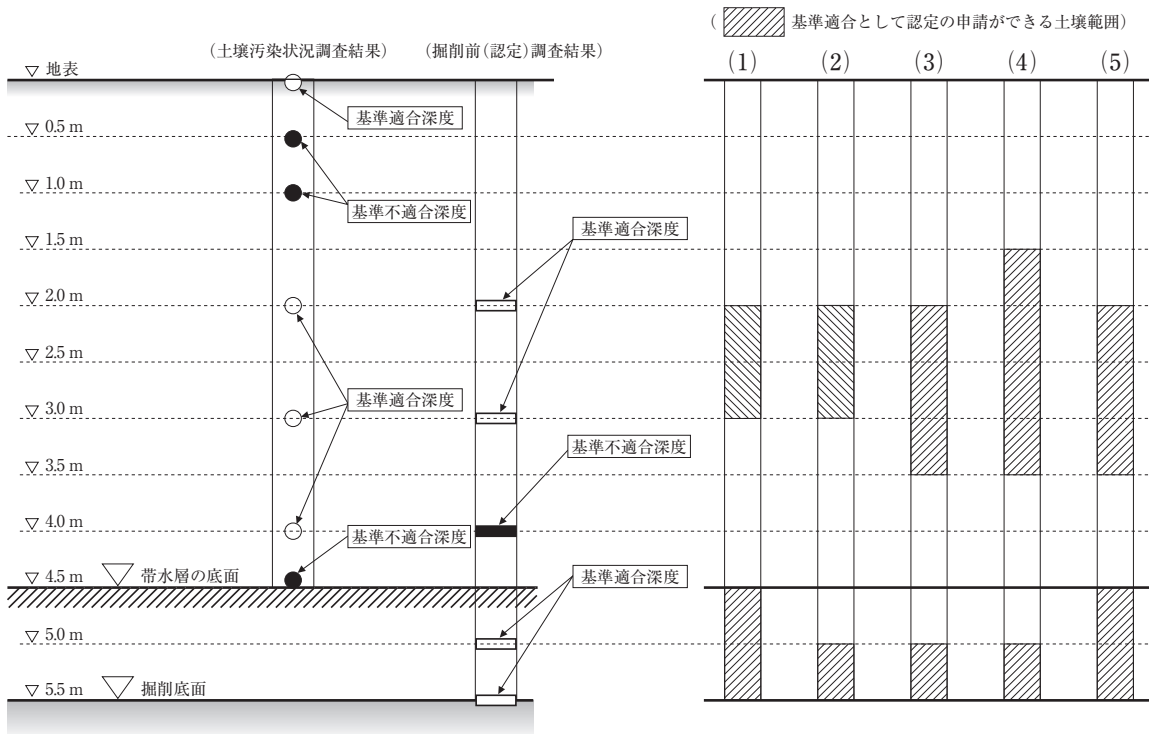 ( 基準適合として認定の申請ができる土壌範囲)
(土壌汚染状況調査結果) (掘削前(認定)調査結果)
(1) (2) (3) (4) (5)
▽ 地表
基準適合深度
▽ 0.5 m
▽ 1.0 m
基準不適合深度
基準適合深度
▽ 1.5 m
▽ 2.0 m
▽ 2.5 m
基準適合深度
▽ 3.0 m
基準不適合深度
▽ 3.5 m
▽ 4.0 m
基準不適合深度
▽ 4.5 m ▽ 帯水層の底面
基準適合深度
▽ 5.0 m
▽ 5.5 m ▽ 掘削底面